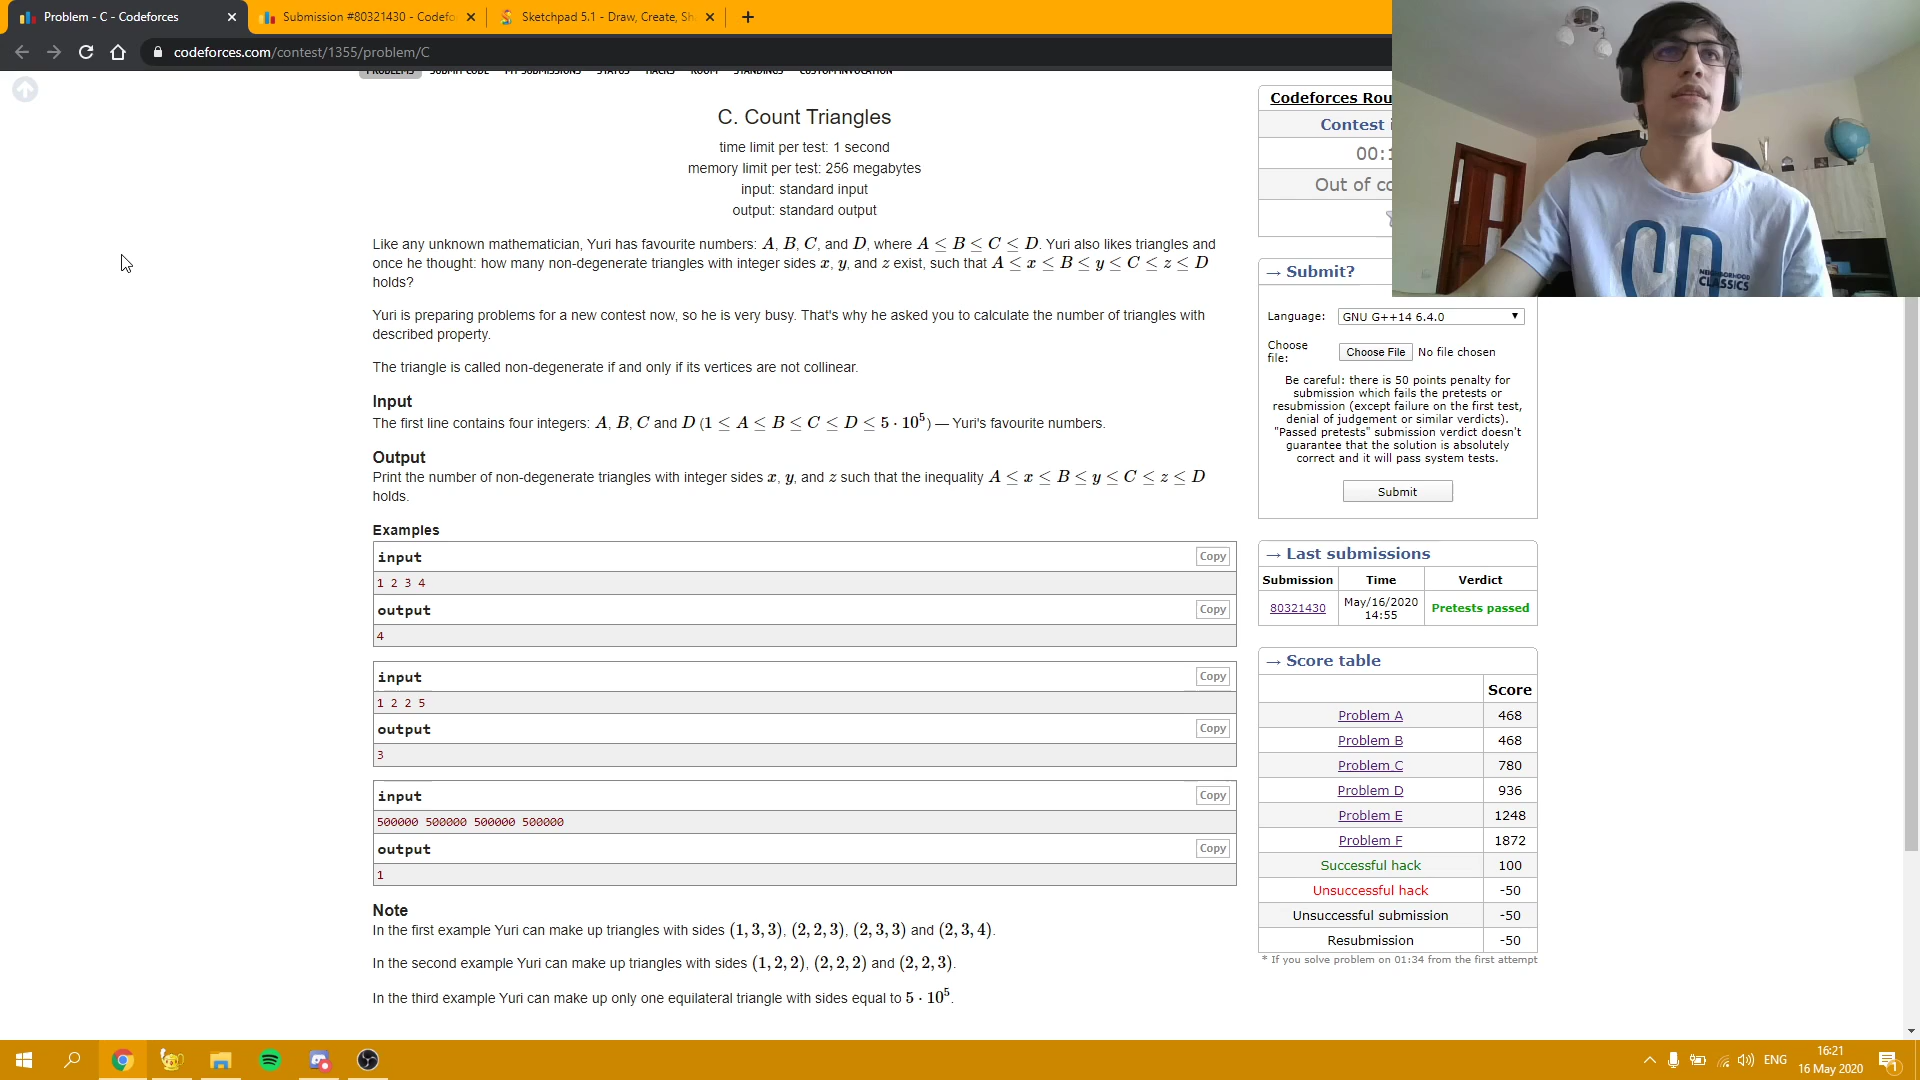 Problem - C - Codeforces
Submission #80321430 - Codefo
Sketchpad 5.1 - Draw, Create, Sh
codeforces.com/contest/1355/problem/C
PROBLEMS SUBMIT CODE MY SUBMISSIONS STATUS HACKS ROOM STANDINGS CUSTOM INVOCATION
C. Count Triangles
time limit per test: 1 second
memory limit per test: 256 megabytes
input: standard input
output: standard output
Like any unknown mathematician, Yuri has favourite numbers: A, B, C, and D, where A ≤ B ≤ C ≤ D. Yuri also likes triangles and
once he thought: how many non-degenerate triangles with integer sides x, y, and z exist, such that A ≤ x ≤ B ≤ y ≤ C ≤ z ≤ D
holds?
Yuri is preparing problems for a new contest now, so he is very busy. That's why he asked you to calculate the number of triangles with
described property.
The triangle is called non-degenerate if and only if its vertices are not collinear.
Input
The first line contains four integers: A, B, C and D (1 ≤ A ≤ B ≤ C ≤ D ≤ 5 · 10⁵) — Yuri's favourite numbers.
Output
Print the number of non-degenerate triangles with integer sides x, y, and z such that the inequality A ≤ x ≤ B ≤ y ≤ C ≤ z ≤ D
holds.
Examples
input Copy
1 2 3 4
output Copy
4
input Copy
1 2 2 5
output Copy
3
input Copy
500000 500000 500000 500000
output Copy
1
Note
In the first example Yuri can make up triangles with sides (1, 3, 3), (2, 2, 3), (2, 3, 3) and (2, 3, 4).
In the second example Yuri can make up triangles with sides (1, 2, 2), (2, 2, 2) and (2, 2, 3).
In the third example Yuri can make up only one equilateral triangle with sides equal to 5 · 10⁵.
Codeforces Rou
Contest
00:1
Out of co
→ Submit?
Language: GNU G++14 6.4.0
Choose
file: Choose File No file chosen
Be careful: there is 50 points penalty for
submission which fails the pretests or
resubmission (except failure on the first test,
denial of judgement or similar verdicts).
"Passed pretests" submission verdict doesn't
guarantee that the solution is absolutely
correct and it will pass system tests.
Submit
→ Last submissions
Submission Time Verdict
80321430 May/16/2020 14:55 Pretests passed
→ Score table
Score
Problem A 468
Problem B 468
Problem C 780
Problem D 936
Problem E 1248
Problem F 1872
Successful hack 100
Unsuccessful hack -50
Unsuccessful submission -50
Resubmission -50
* If you solve problem on 01:34 from the first attempt
NEIGHBORHOOD
CLASSICS
ENG
16:21
16 May 2020
1